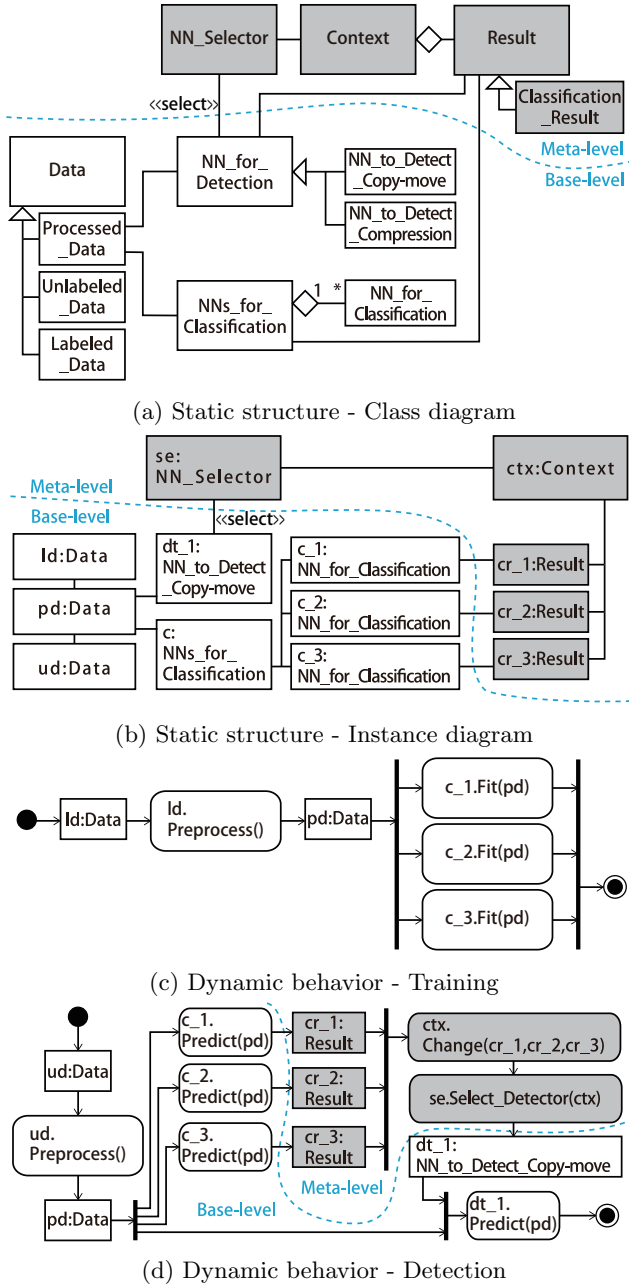 NN_Selector
Context
Result
«select»
Classification
_Result
Meta-level
Base-level
Data
NN_for_
Detection
NN_to_Detect
_Copy-move
NN_to_Detect
_Compression
Processed
_Data
Unlabeled
_Data
Labeled
_Data
NNs_for_
Classification
1
*
NN_for_
Classification
(a) Static structure - Class diagram
se:
NN_Selector
ctx:Context
Meta-level
Base-level
«select»
ld:Data
pd:Data
ud:Data
dt_1:
NN_to_Detect
_Copy-move
c:
NNs_for_
Classification
c_1:
NN_for_Classification
c_2:
NN_for_Classification
c_3:
NN_for_Classification
cr_1:Result
cr_2:Result
cr_3:Result
(b) Static structure - Instance diagram
ld:Data
ld.
Preprocess()
pd:Data
c_1.Fit(pd)
c_2.Fit(pd)
c_3.Fit(pd)
(c) Dynamic behavior - Training
ud:Data
ud.
Preprocess()
pd:Data
c_1.
Predict(pd)
c_2.
Predict(pd)
c_3.
Predict(pd)
cr_1:
Result
cr_2:
Result
cr_3:
Result
Base-level
Meta-level
ctx.
Change(cr_1,cr_2,cr_3)
se.Select_Detector(ctx)
dt_1:
NN_to_Detect_Copy-move
dt_1.
Predict(pd)
(d) Dynamic behavior - Detection